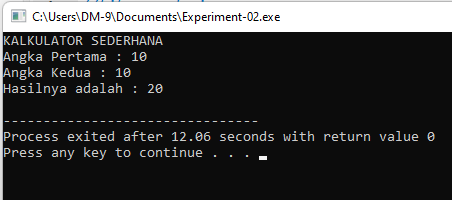 C:\Users\DM-9\Documents\Experiment-02.exe
KALKULATOR SEDERHANA
Angka Pertama : 10
Angka Kedua : 10
Hasilnya adalah : 20
--------------------------------
Process exited after 12.06 seconds with return value 0
Press any key to continue . . .